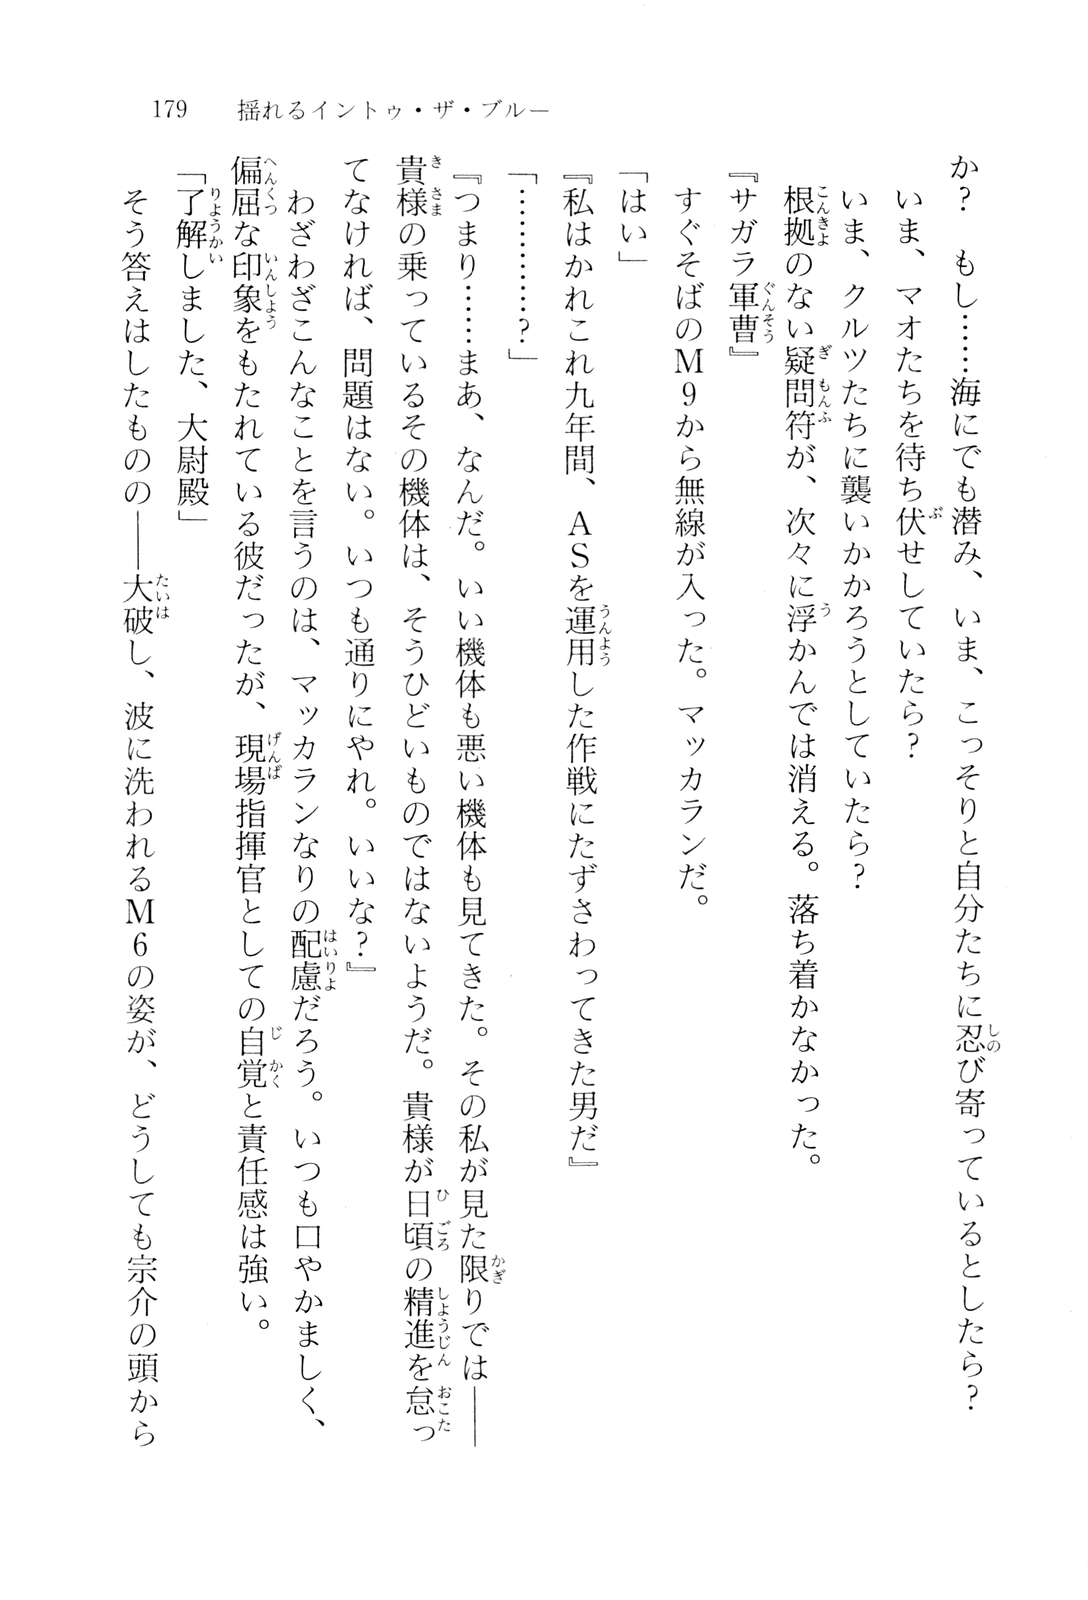 179　揺れるイントゥ・ザ・ブルー
か？　もし……海にでも潜み、いま、こっそりと自分たちに忍び寄っているとしたら？
　いま、マオたちを待ち伏せしていたら？
　いま、クルツたちに襲いかかろうとしていたら？
　根拠のない疑問符が、次々に浮かんでは消える。落ち着かなかった。
『サガラ軍曹』
　すぐそばのM9から無線が入った。マッカランだ。
「はい」
『私はかれこれ九年間、ASを運用した作戦にたずさわってきた男だ』
「…………？」
『つまり……まあ、なんだ。いい機体も悪い機体も見てきた。その私が見た限りでは――
貴様の乗っているその機体は、そうひどいものではないようだ。貴様が日頃の精進を怠っ
てなければ、問題はない。いつも通りにやれ。いいな？』
　わざわざこんなことを言うのは、マッカランなりの配慮だろう。いつも口やかましく、
偏屈な印象をもたれている彼だったが、現場指揮官としての自覚と責任感は強い。
「了解しました、大尉殿」
　そう答えはしたものの――大破し、波に洗われるM6の姿が、どうしても宗介の頭から